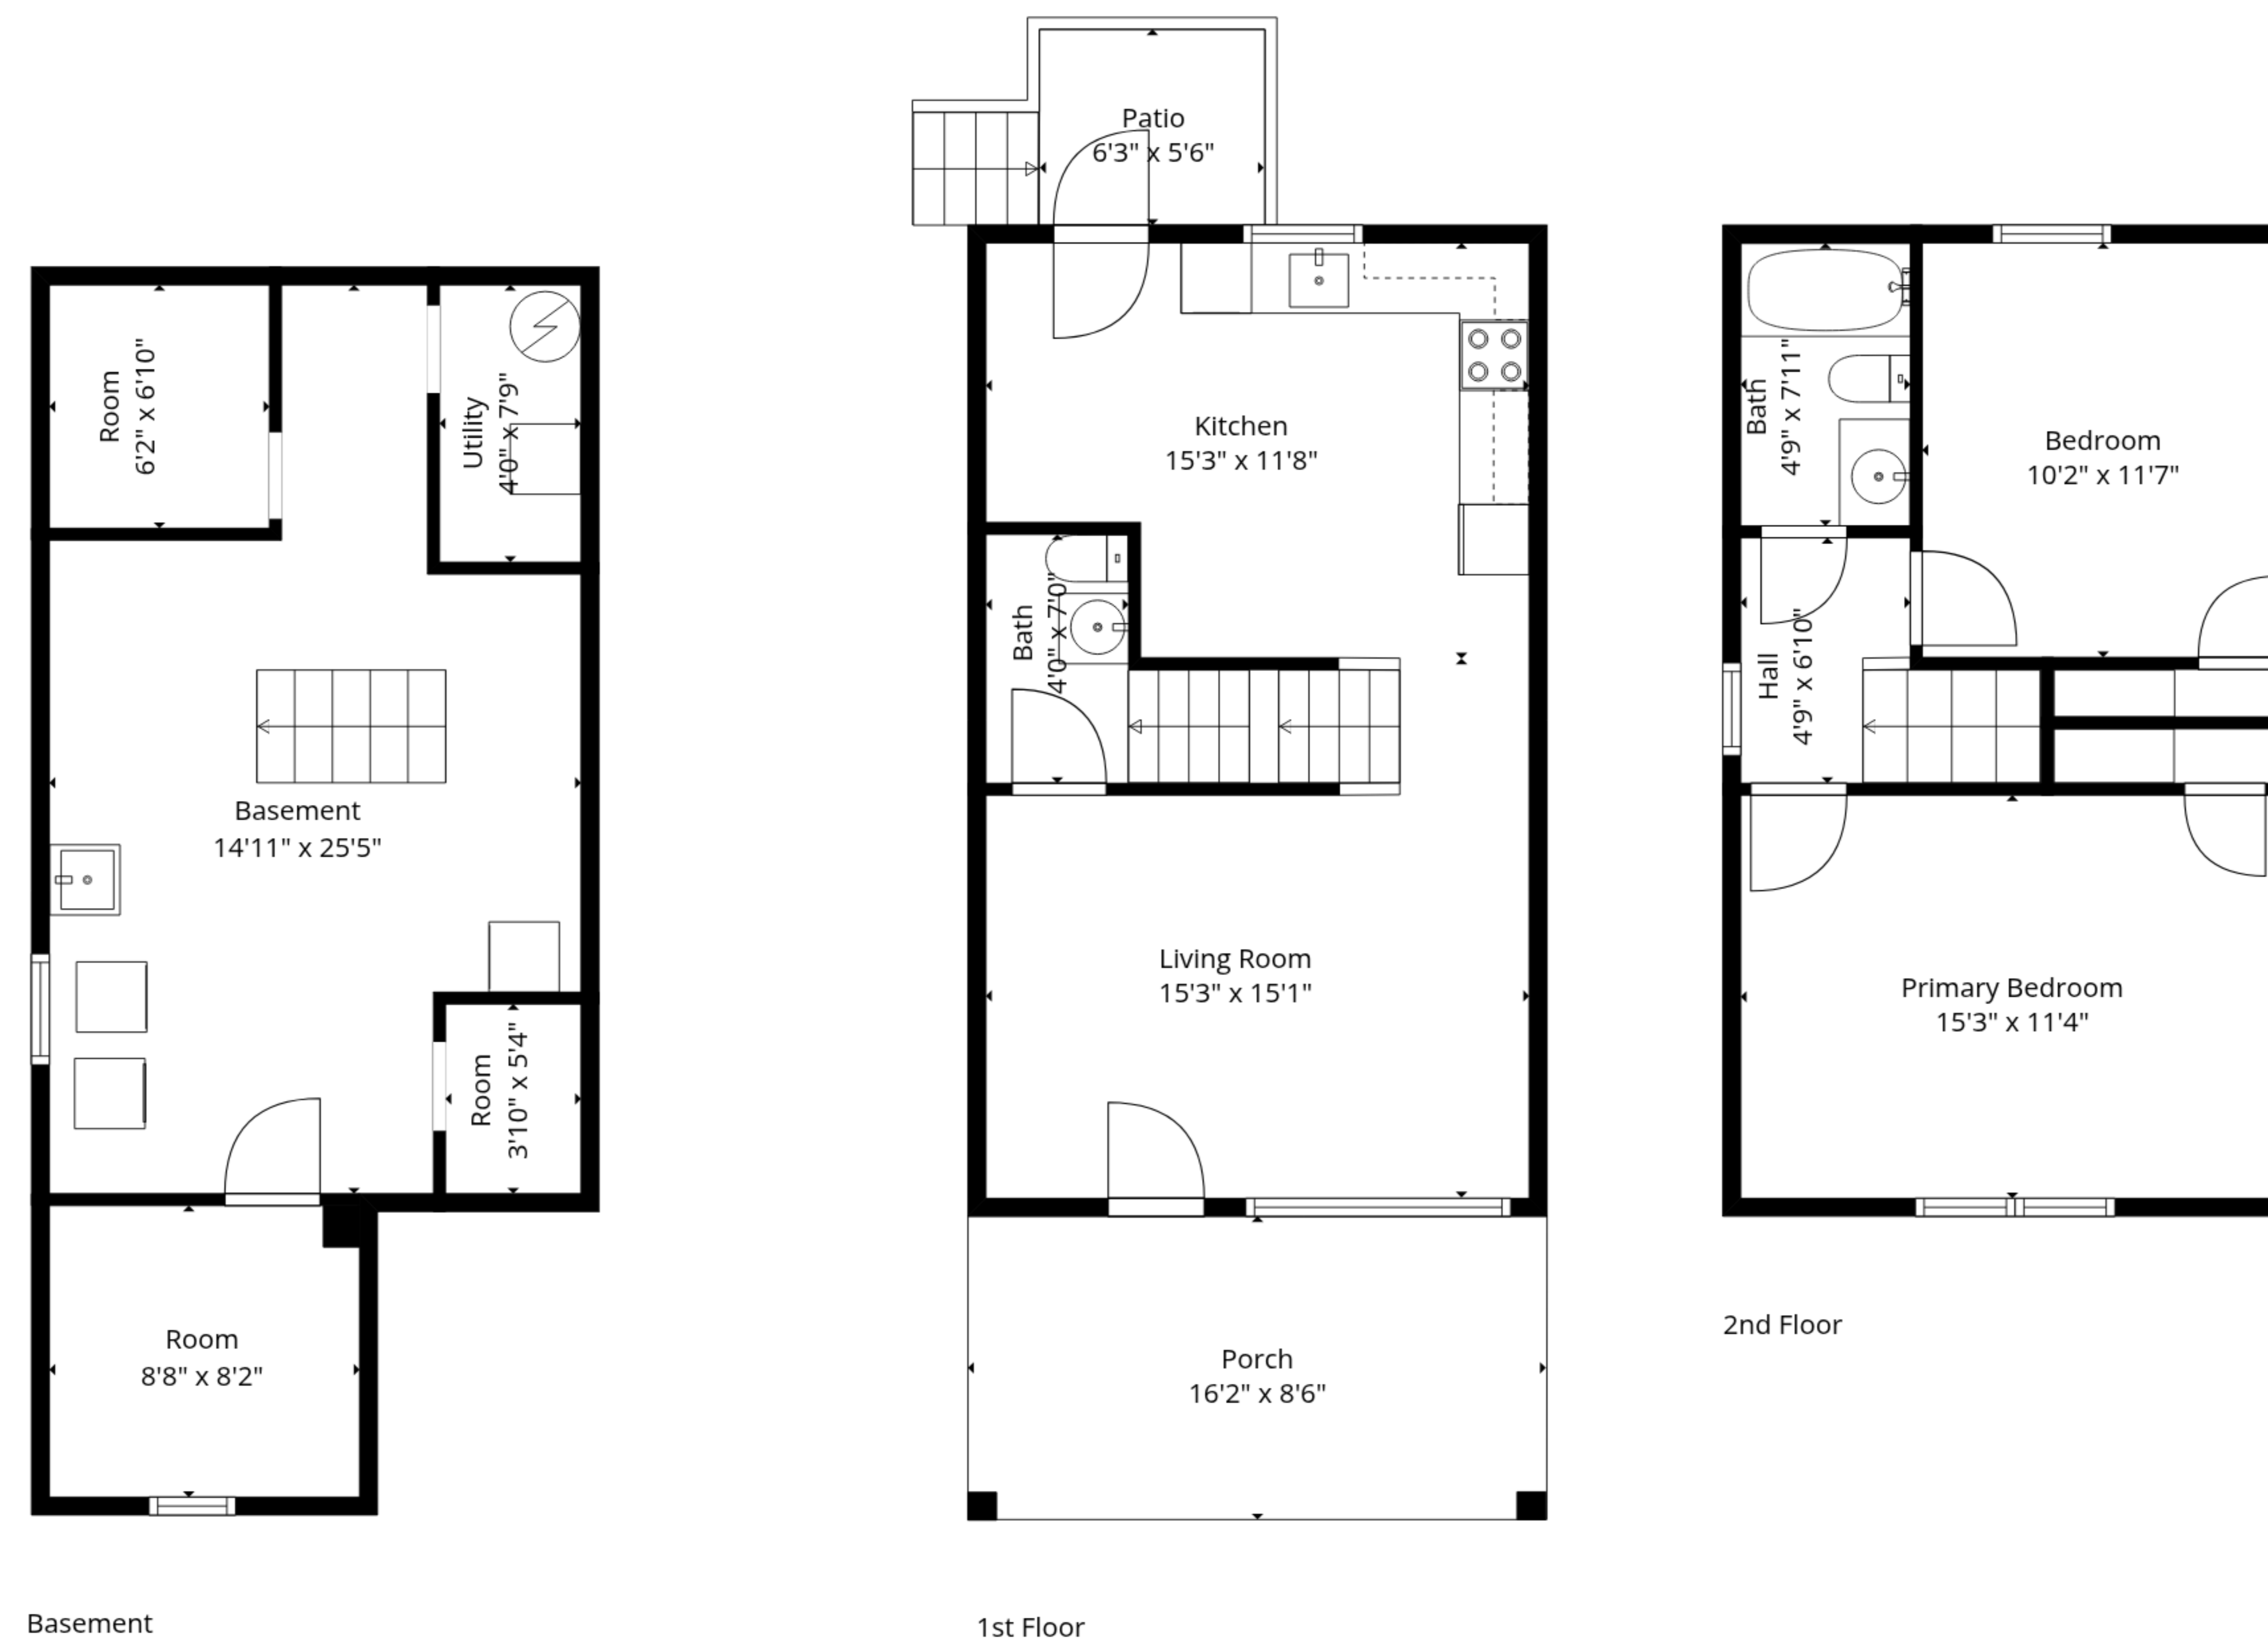 Room
6'2" x 6'10"
Utility
4'0" x 7'9"
Basement
14'11" x 25'5"
Room
3'10" x 5'4"
Room
8'8" x 8'2"
Basement
Patio
6'3" x 5'6"
Kitchen
15'3" x 11'8"
Bath
4'0" x 7'0"
Living Room
15'3" x 15'1"
Porch
16'2" x 8'6"
1st Floor
Bath
4'9" x 7'11"
Bedroom
10'2" x 11'7"
Hall
4'9" x 6'10"
Primary Bedroom
15'3" x 11'4"
2nd Floor